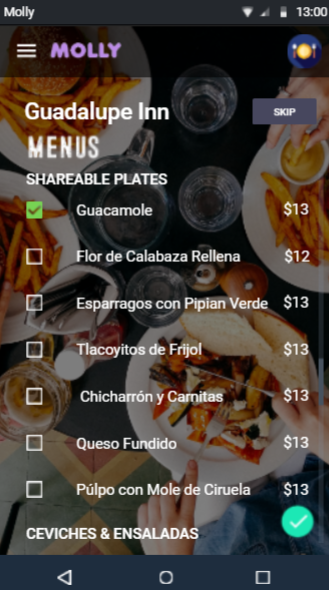 Molly 13:00
MOLLY
Guadalupe Inn SKIP
MENUS
SHAREABLE PLATES
Guacamole $13
Flor de Calabaza Rellena $12
Esparragos con Pipian Verde $13
Tlacoyitos de Frijol $13
Chicharrón y Carnitas $13
Queso Fundido $13
Púlpo con Mole de Ciruela $13
CEVICHES & ENSALADAS